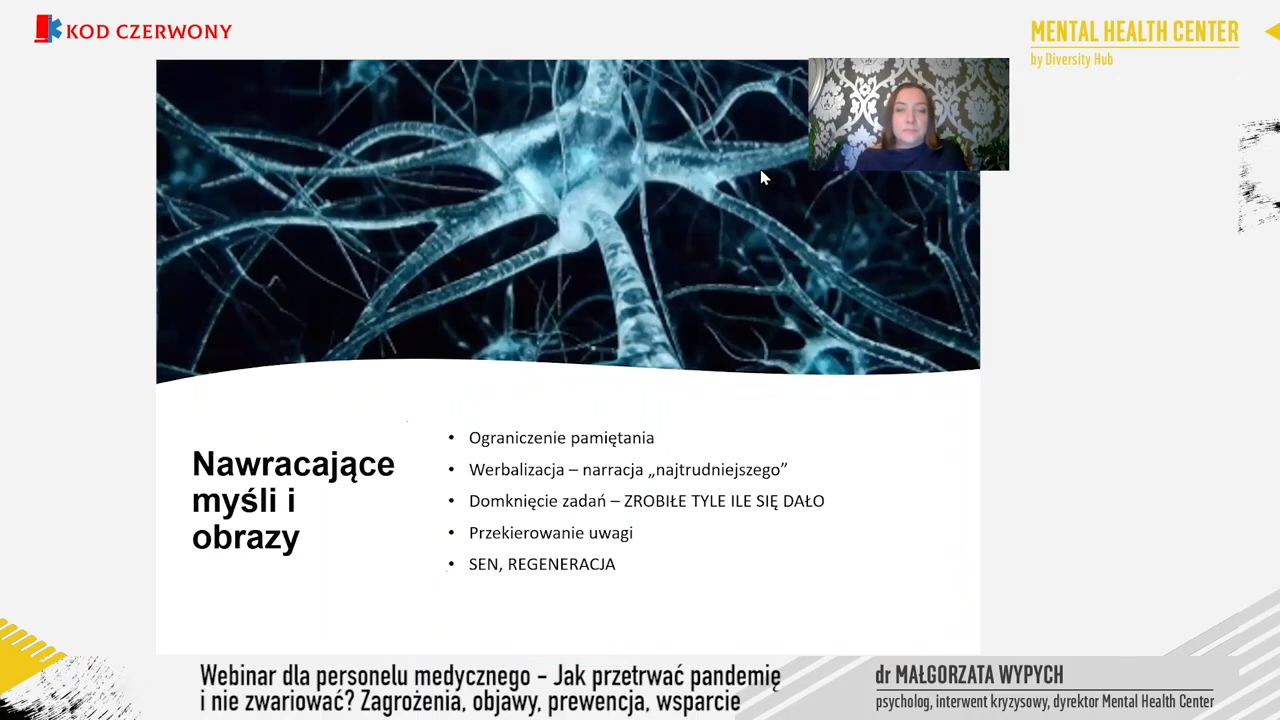 KOD CZERWONY
MENTAL HEALTH CENTER
by Diversity Hub
Nawracające
myśli i
obrazy
• Ograniczenie pamiętania
• Werbalizacja – narracja „najtrudniejszego”
• Domknięcie zadań – ZROBIŁE TYLE ILE SIĘ DAŁO
• Przekierowanie uwagi
• SEN, REGENERACJA
Webinar dla personelu medycznego – Jak przetrwać pandemię
i nie zwariować? Zagrożenia, objawy, prewencja, wsparcie
dr MAŁGORZATA WYPYCH
psycholog, interwent kryzysowy, dyrektor Mental Health Center